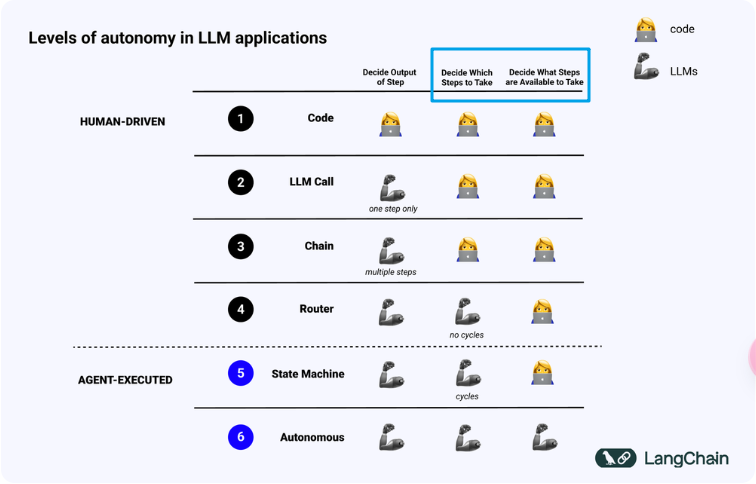 Levels of autonomy in LLM applications
code
LLMs
Decide Output
of Step
Decide Which
Steps to Take
Decide What Steps
are Available to Take
HUMAN-DRIVEN
1
Code
2
LLM Call
one step only
3
Chain
multiple steps
4
Router
no cycles
AGENT-EXECUTED
5
State Machine
cycles
6
Autonomous
LangChain